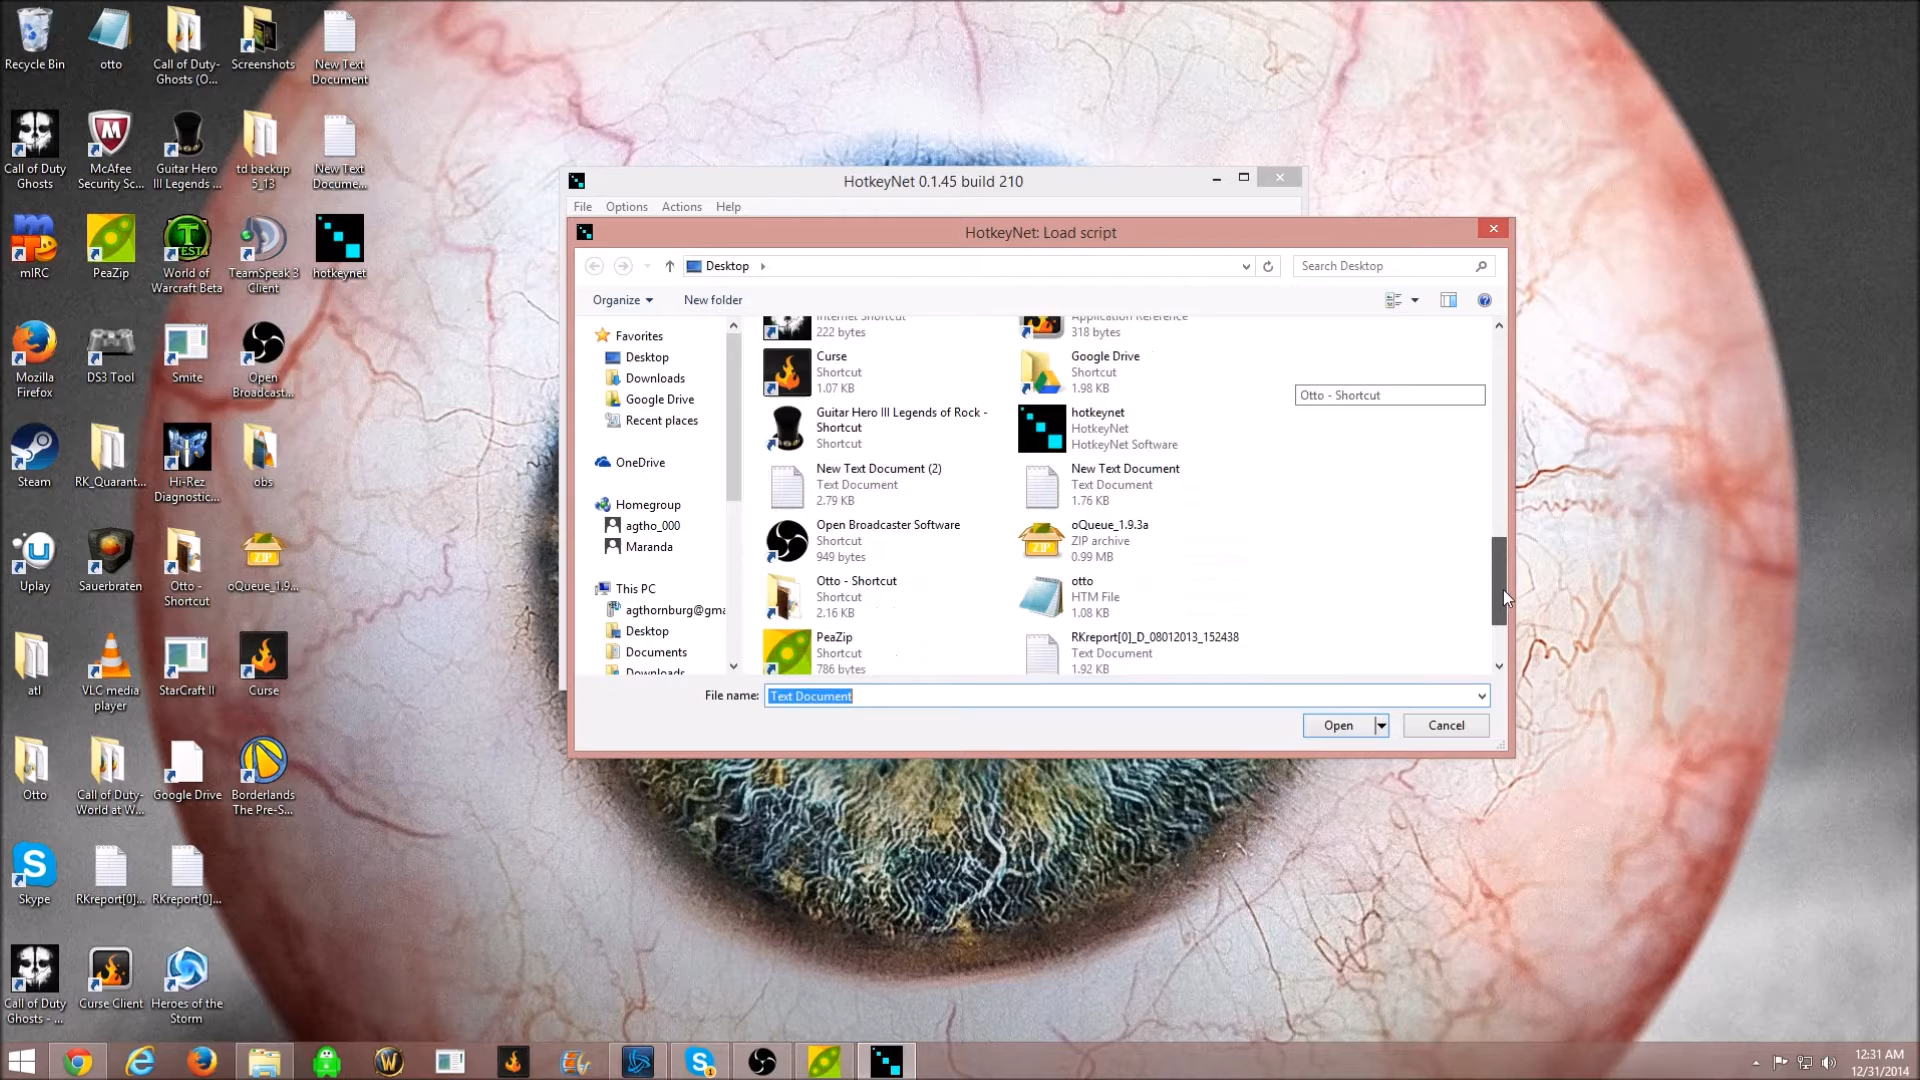 Recycle Bin
otto
Call of Duty-
Ghosts (O...
Screenshots
New Text
Document
Call of Duty
Ghosts
McAfee
Security Sc...
Guitar Hero
III Legends ...
td backup
5_13
New Text
Docume...
mIRC
PeaZip
World of
Warcraft Beta
TeamSpeak 3
Client
hotkeynet
Mozilla
Firefox
DS3 Tool
Smite
Open
Broadcast...
Steam
RK_Quarant...
Hi-Rez
Diagnostic...
obs
Uplay
Sauerbraten
Otto -
Shortcut
oQueue_1.9...
atl
VLC media
player
StarCraft II
Curse
Otto
Call of Duty-
World at W...
Google Drive
Borderlands
The Pre-S...
Skype
RKreport[0]...
RKreport[0]...
Call of Duty
Ghosts - ...
Curse Client
Heroes of the
Storm
HotkeyNet 0.1.45 build 210
File Options Actions Help
HotkeyNet: Load script
Desktop
Search Desktop
Organize
New folder
Favorites
Desktop
Downloads
Google Drive
Recent places
OneDrive
Homegroup
agtho_000
Maranda
This PC
agthornburg@gma
Desktop
Documents
Downloads
Internet Shortcut
222 bytes
Application Reference
318 bytes
Curse
Shortcut
1.07 KB
Google Drive
Shortcut
1.98 KB
Guitar Hero III Legends of Rock -
Shortcut
Shortcut
hotkeynet
HotkeyNet
HotkeyNet Software
New Text Document (2)
Text Document
2.79 KB
New Text Document
Text Document
1.76 KB
Open Broadcaster Software
Shortcut
949 bytes
oQueue_1.9.3a
ZIP archive
0.99 MB
Otto - Shortcut
Shortcut
2.16 KB
otto
HTM File
1.08 KB
PeaZip
Shortcut
786 bytes
RKreport[0]_D_08012013_152438
Text Document
1.92 KB
Otto - Shortcut
File name: Text Document
Open
Cancel
12:31 AM
12/31/2014